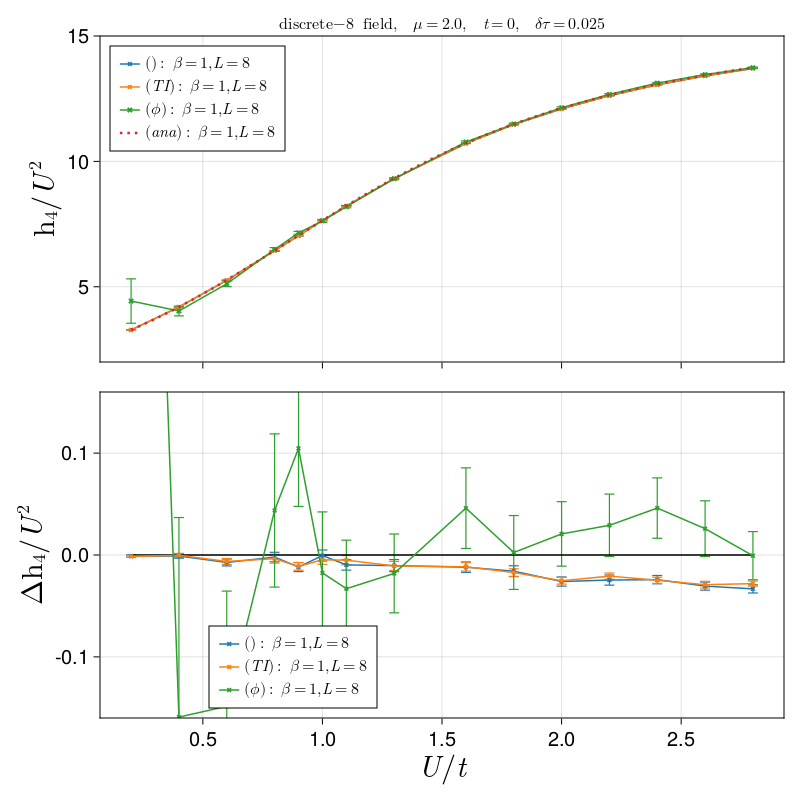 discrete−8 field, μ = 2.0, t = 0, δτ = 0.025
15
() : β = 1,L = 8
(TI) : β = 1,L = 8
(ϕ) : β = 1,L = 8
(ana) : β = 1,L = 8
10
5
h₄/U²
0.1
0.0
-0.1
Δh₄/U²
() : β = 1,L = 8
(TI) : β = 1,L = 8
(ϕ) : β = 1,L = 8
0.5 1.0 1.5 2.0 2.5
U/t